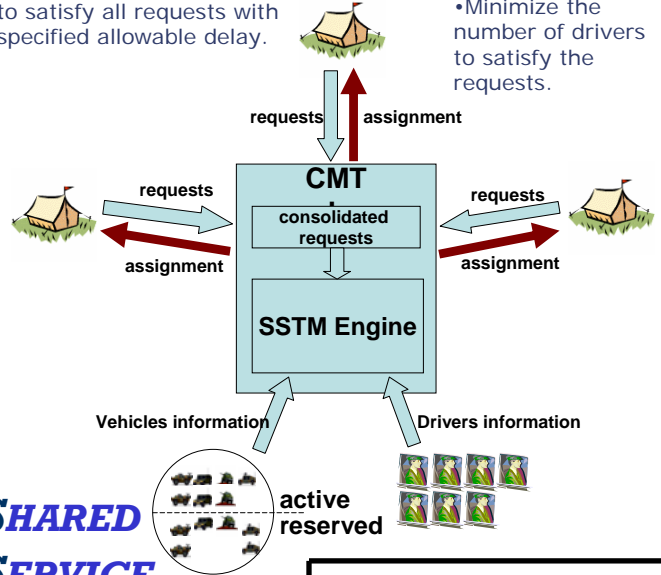 to satisfy all requests with
specified allowable delay.
•Minimize the
number of drivers
to satisfy the
requests.
requests
assignment
CMT
requests
consolidated
requests
requests
assignment
assignment
SSTM Engine
Vehicles information
Drivers information
SHARED
SERVICE
active
reserved